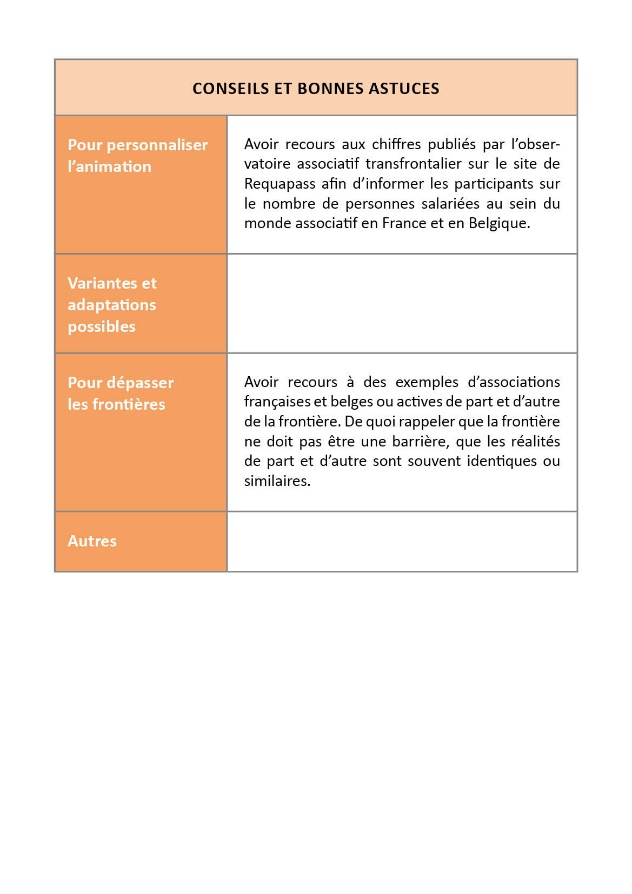 CONSEILS ET BONNES ASTUCES
Pour personnaliser
l’animation
Avoir recours aux chiffres publiés par l’obser-
vatoire associatif transfrontalier sur le site de
Requapass afin d’informer les participants sur
le nombre de personnes salariées au sein du
monde associatif en France et en Belgique.
Variantes et
adaptations
possibles
Pour dépasser
les frontières
Avoir recours à des exemples d’associations
françaises et belges ou actives de part et d’autre
de la frontière. De quoi rappeler que la frontière
ne doit pas être une barrière, que les réalités
de part et d’autre sont souvent identiques ou
similaires.
Autres